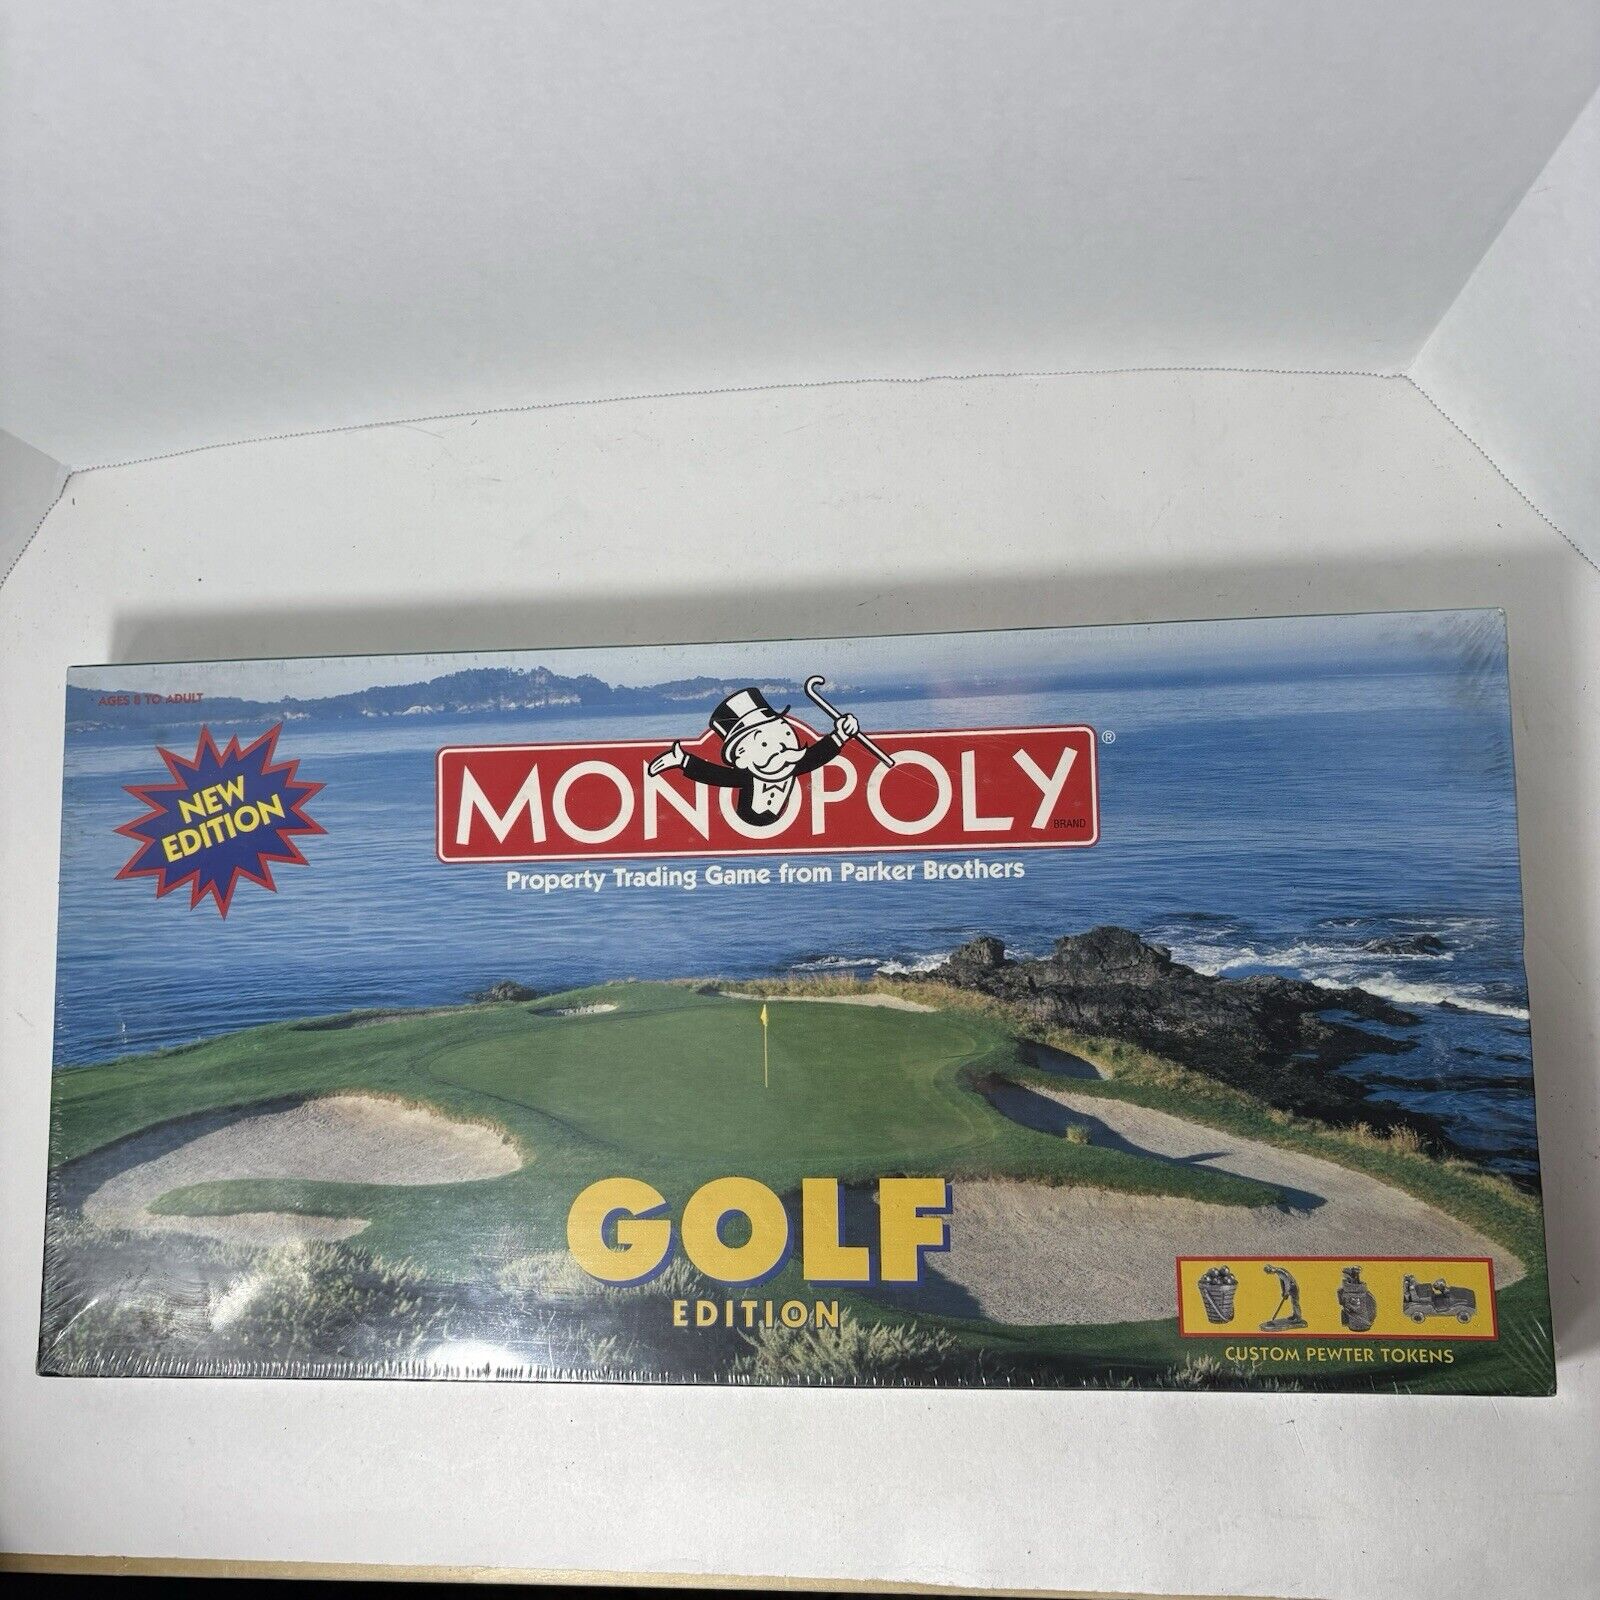 AGES 8 TO ADULT
NEW
EDITION
MONOPOLY®
BRAND
Property Trading Game from Parker Brothers
GOLF
EDITION
CUSTOM PEWTER TOKENS